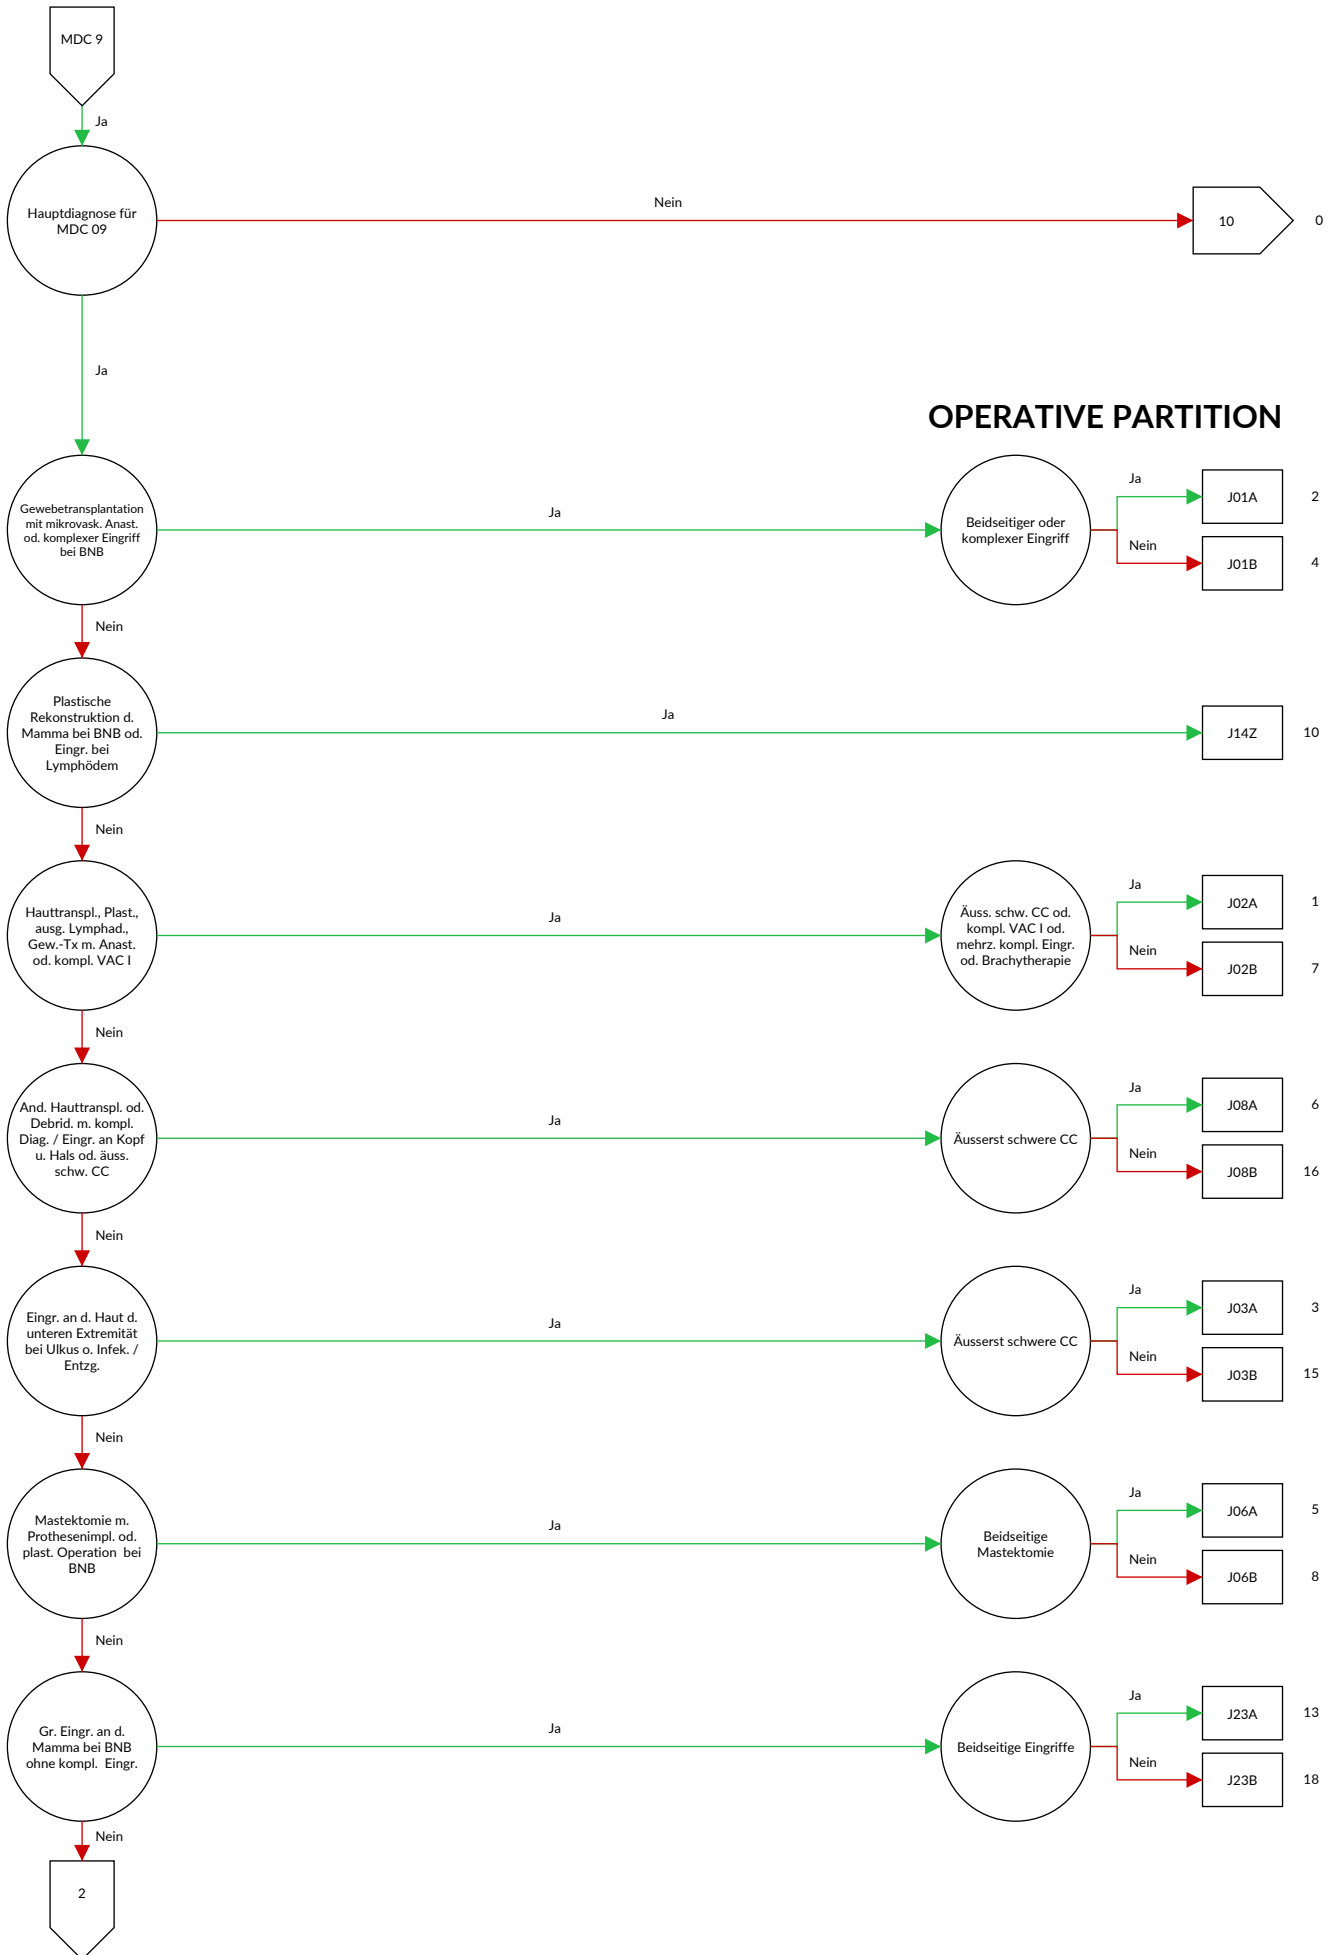 MDC 9
Ja
Hauptdiagnose für
MDC 09
Nein
10
0
Ja
OPERATIVE PARTITION
Gewebetransplantation
mit mikrovask. Anast.
od. komplexer Eingriff
bei BNB
Ja
Beidseitiger oder
komplexer Eingriff
Ja
J01A
2
Nein
J01B
4
Nein
Plastische
Rekonstruktion d.
Mamma bei BNB od.
Eingr. bei
Lymphödem
Ja
J14Z
10
Nein
Hauttranspl., Plast.,
ausg. Lymphad.,
Gew.-Tx m. Anast.
od. kompl. VAC I
Ja
Äuss. schw. CC od.
kompl. VAC I od.
mehrz. kompl. Eingr.
od. Brachytherapie
Ja
J02A
1
Nein
J02B
7
Nein
And. Hauttranspl. od.
Debrid. m. kompl.
Diag. / Eingr. an Kopf
u. Hals od. äuss.
schw. CC
Ja
Äusserst schwere CC
Ja
J08A
6
Nein
J08B
16
Nein
Eingr. an d. Haut d.
unteren Extremität
bei Ulkus o. Infek. /
Entzg.
Ja
Äusserst schwere CC
Ja
J03A
3
Nein
J03B
15
Nein
Mastektomie m.
Prothesenimpl. od.
plast. Operation bei
BNB
Ja
Beidseitige
Mastektomie
Ja
J06A
5
Nein
J06B
8
Nein
Gr. Eingr. an d.
Mamma bei BNB
ohne kompl. Eingr.
Ja
Beidseitige Eingriffe
Ja
J23A
13
Nein
J23B
18
Nein
2